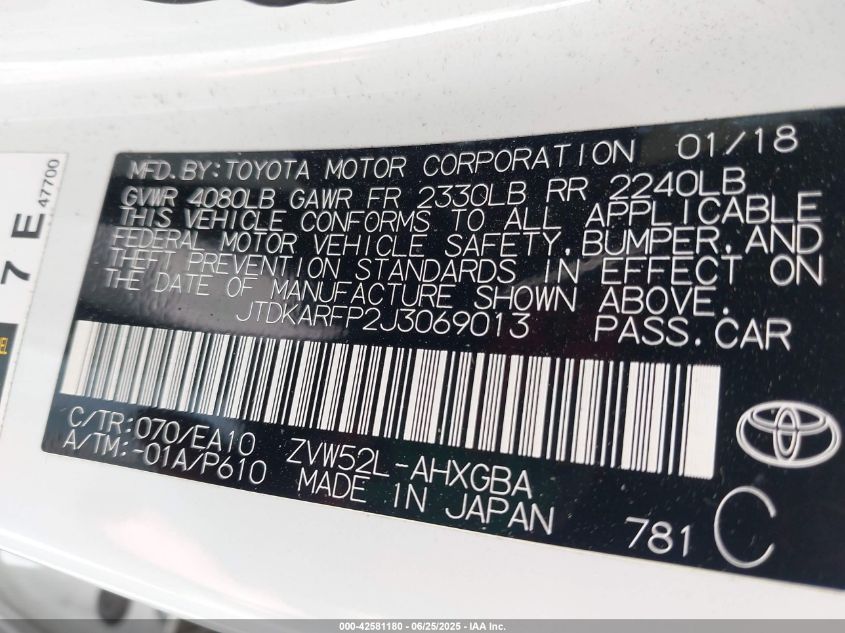 MFD.BY:TOYOTA MOTOR CORPORATION 01/18
GVWR 4080LB GAWR FR 2330LB RR 2240LB
THIS VEHICLE CONFORMS TO ALL APPLICABLE
FEDERAL MOTOR VEHICLE SAFETY,BUMPER,AND
THEFT PREVENTION STANDARDS IN EFFECT ON
THE DATE OF MANUFACTURE SHOWN ABOVE.
JTDKARFP2J3069013 PASS.CAR
C/TR:070/EA10 ZVW52L-AHXGBA
A/TM:-01A/P610 MADE IN JAPAN
781 C
7 E
47700
000-42581180 - 06/25/2025 - IAA Inc.